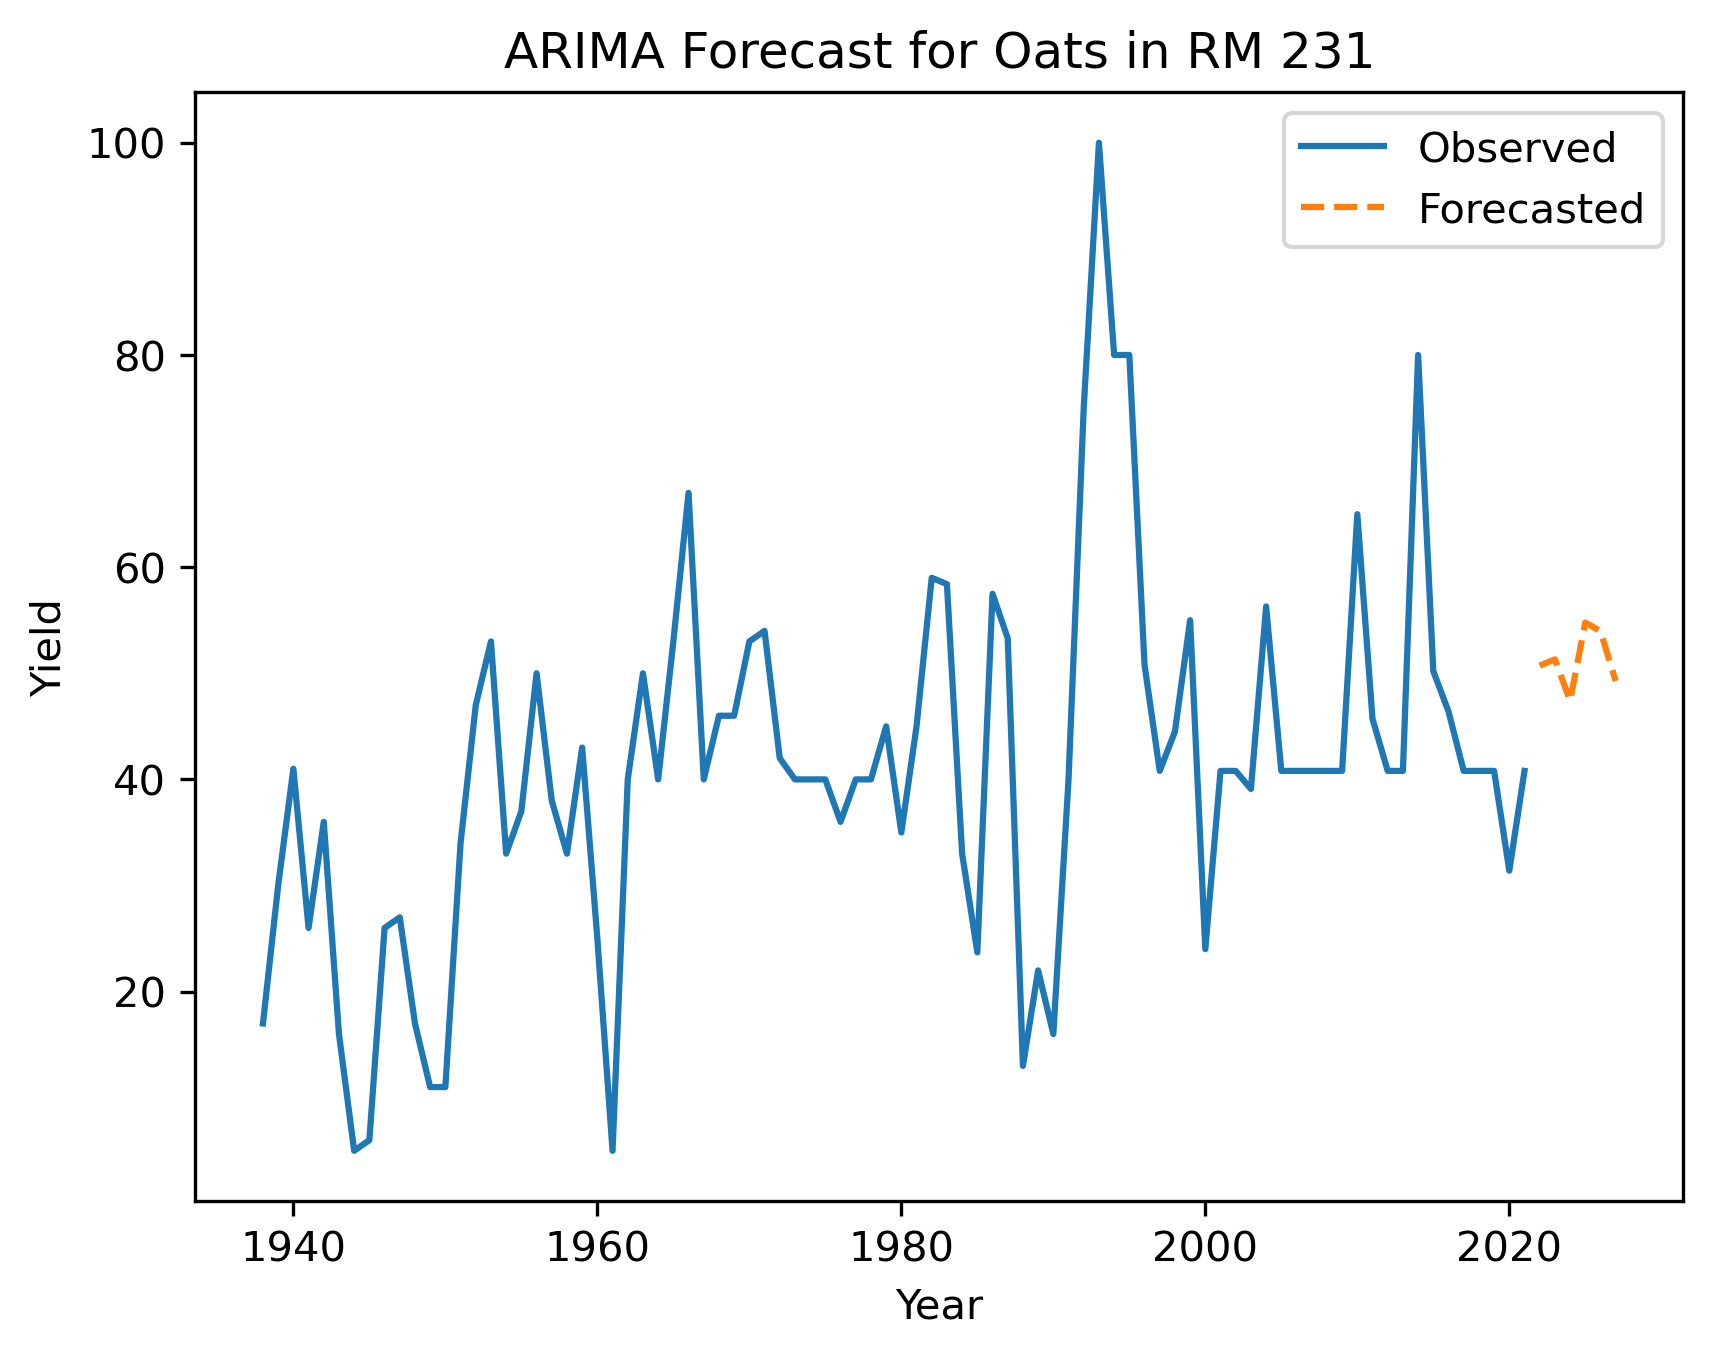 ARIMA Forecast for Oats in RM 231
Observed
Forecasted
Yield
100
80
60
40
20
1940 1960 1980 2000 2020
Year